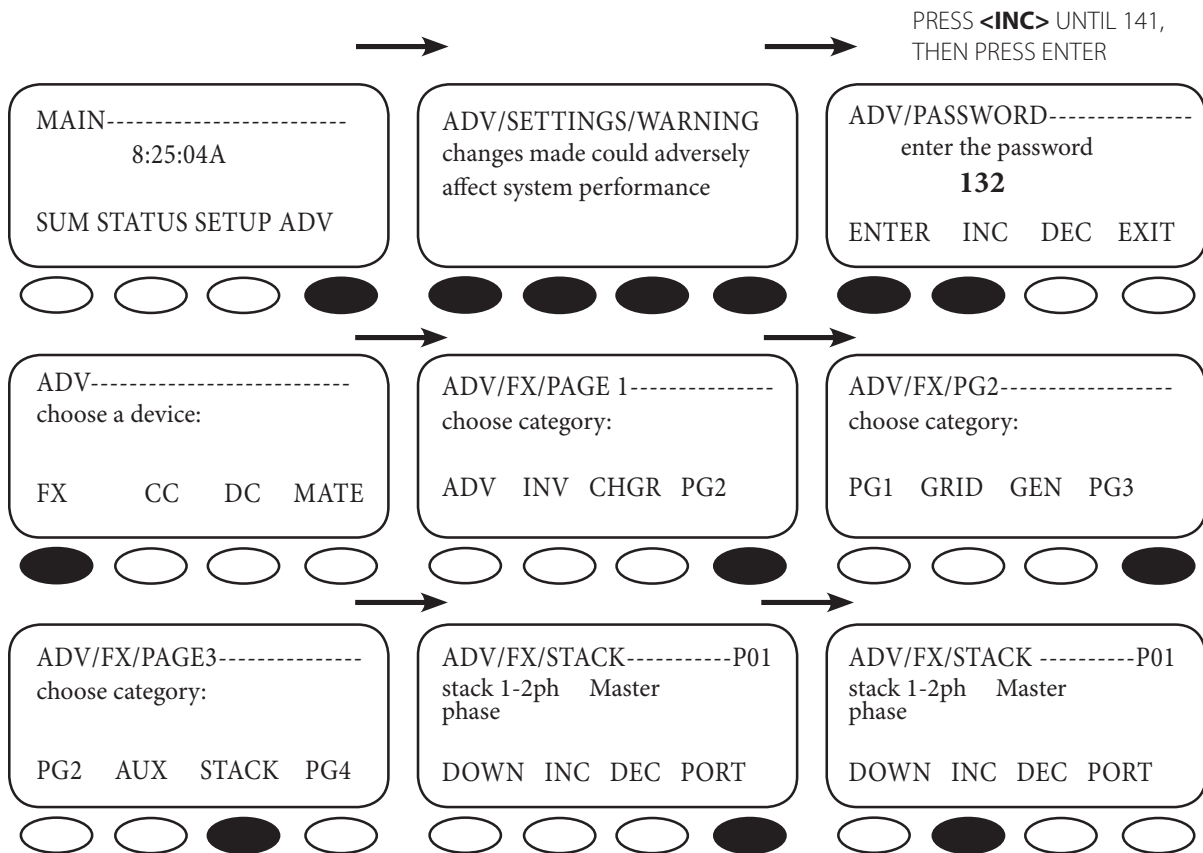 PRESS <INC> UNTIL 141,
THEN PRESS ENTER
MAIN-------------------------
8:25:04A
SUM STATUS SETUP ADV
ADV/SETTINGS/WARNING
changes made could adversely
affect system performance
ADV/PASSWORD---------------
enter the password
132
ENTER INC DEC EXIT
ADV---------------------------
choose a device:
FX CC DC MATE
ADV/FX/PAGE 1---------------
choose category:
ADV INV CHGR PG2
ADV/FX/PG2------------------
choose category:
PG1 GRID GEN PG3
ADV/FX/PAGE3---------------
choose category:
PG2 AUX STACK PG4
ADV/FX/STACK-----------P01
stack 1-2ph Master
phase
DOWN INC DEC PORT
ADV/FX/STACK ----------P01
stack 1-2ph Master
phase
DOWN INC DEC PORT